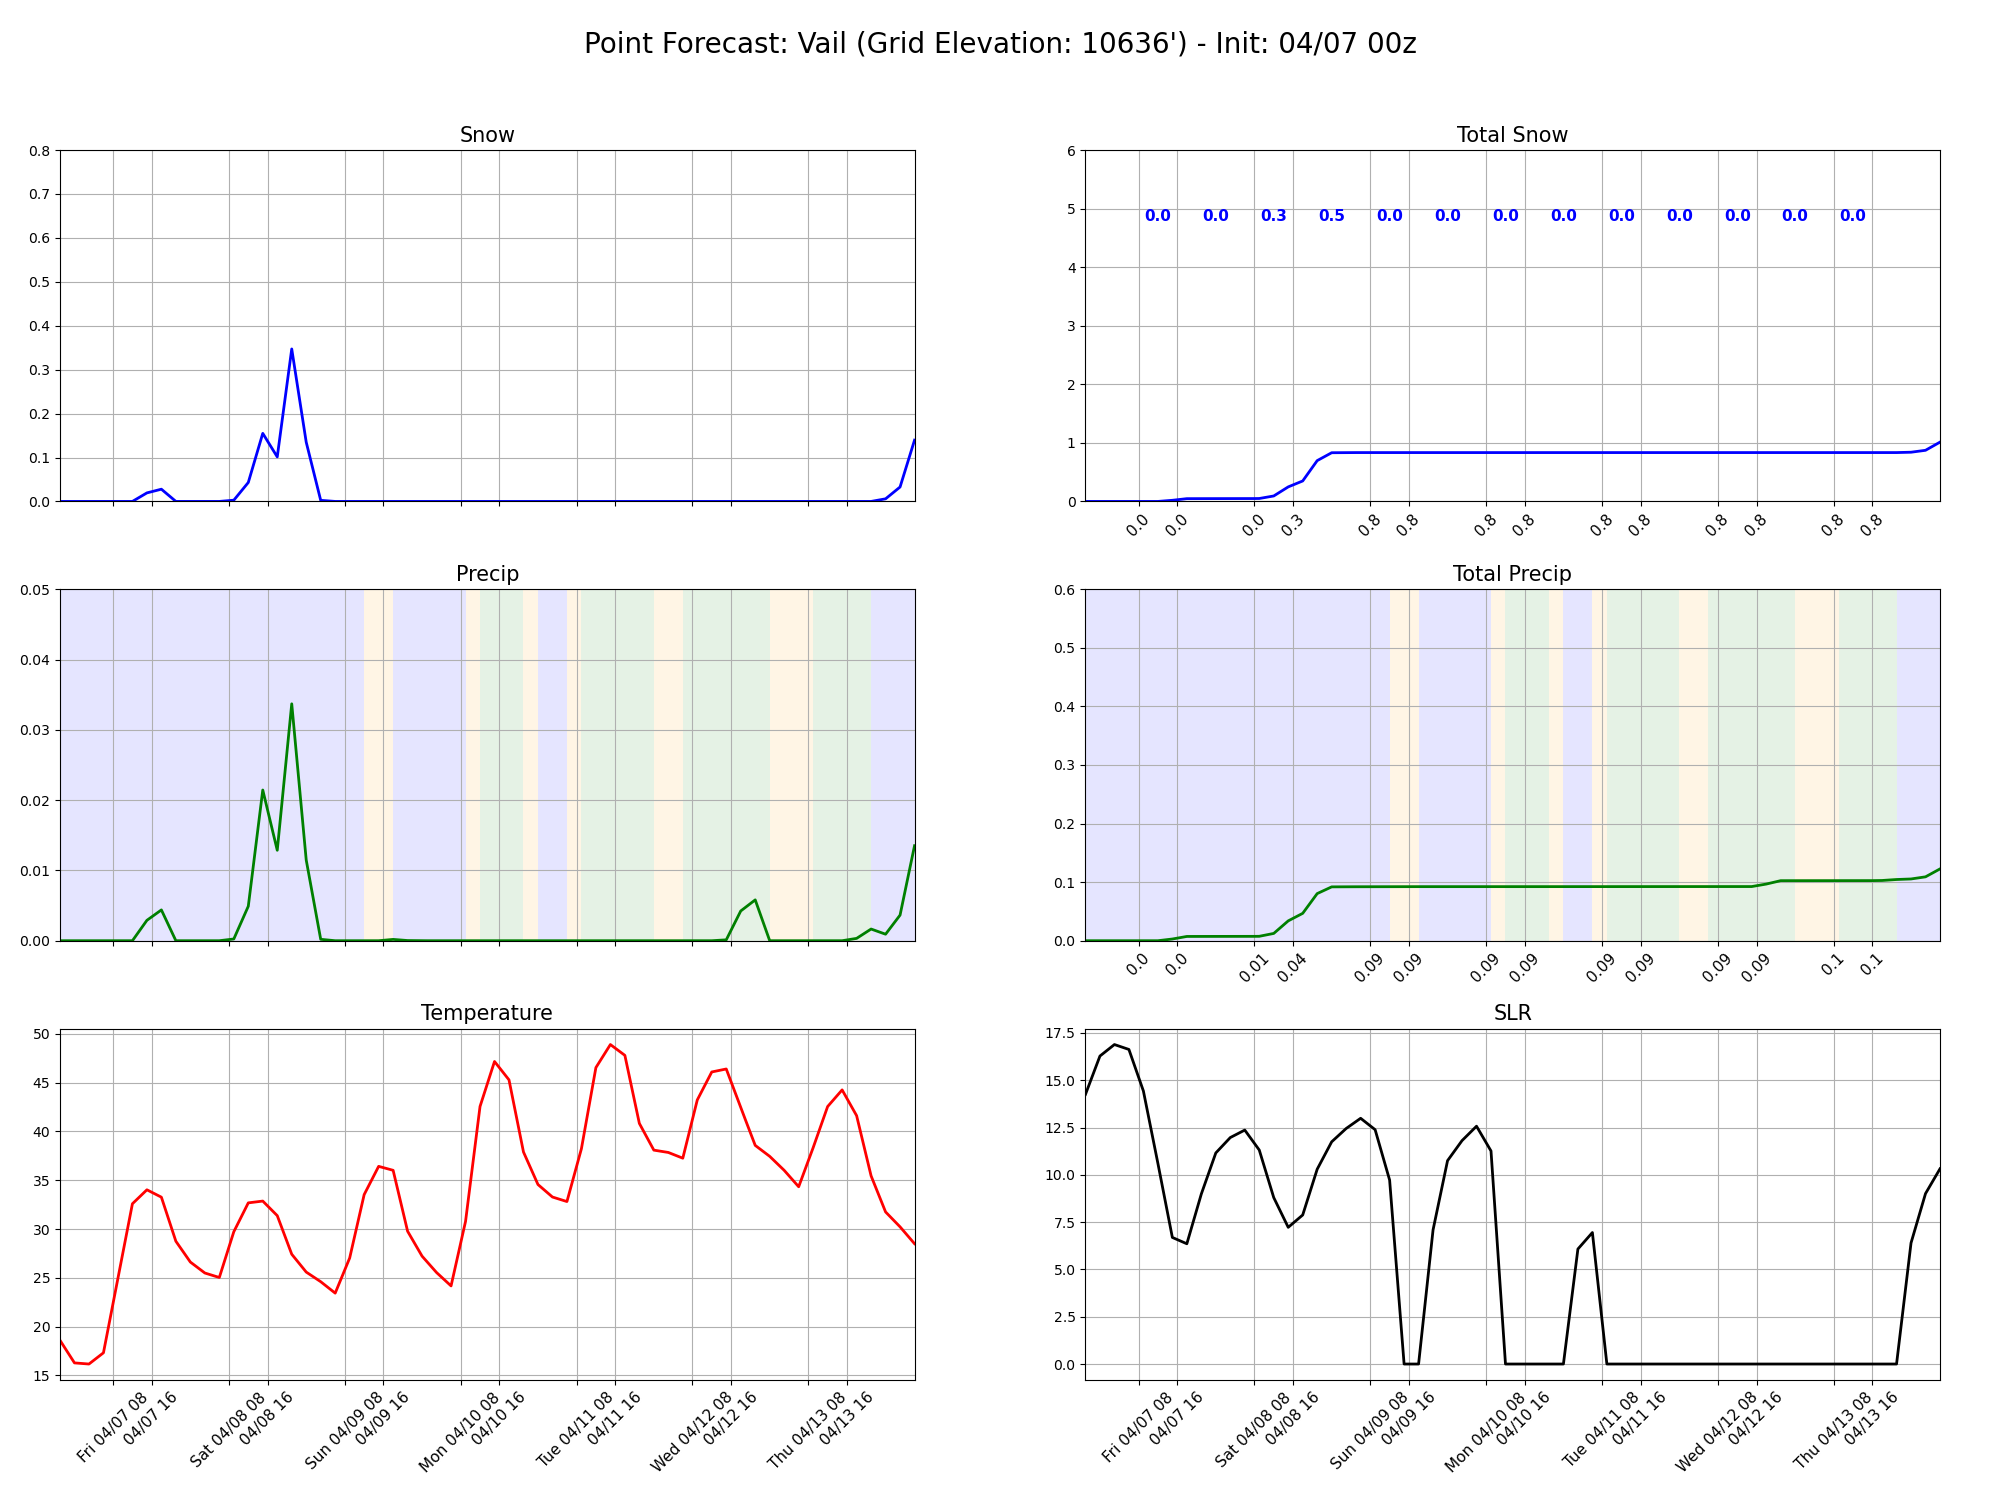 Point Forecast: Vail (Grid Elevation: 10636') - Init: 04/07 00z
Snow
0.8
0.7
0.6
0.5
0.4
0.3
0.2
0.1
0.0
Total Snow
6
5
4
3
2
1
0
0.0 0.0 0.3 0.5 0.0 0.0 0.0 0.0 0.0 0.0 0.0 0.0 0.0
0.0 0.0 0.0 0.3 0.8 0.8 0.8 0.8 0.8 0.8 0.8 0.8 0.8 0.8
Precip
0.05
0.04
0.03
0.02
0.01
0.00
Total Precip
0.6
0.5
0.4
0.3
0.2
0.1
0.0
0.0 0.0 0.01 0.04 0.09 0.09 0.09 0.09 0.09 0.09 0.09 0.09 0.1 0.1
Temperature
50
45
40
35
30
25
20
15
Fri 04/07 08
04/07 16
Sat 04/08 08
04/08 16
Sun 04/09 08
04/09 16
Mon 04/10 08
04/10 16
Tue 04/11 08
04/11 16
Wed 04/12 08
04/12 16
Thu 04/13 08
04/13 16
SLR
17.5
15.0
12.5
10.0
7.5
5.0
2.5
0.0
Fri 04/07 08
04/07 16
Sat 04/08 08
04/08 16
Sun 04/09 08
04/09 16
Mon 04/10 08
04/10 16
Tue 04/11 08
04/11 16
Wed 04/12 08
04/12 16
Thu 04/13 08
04/13 16